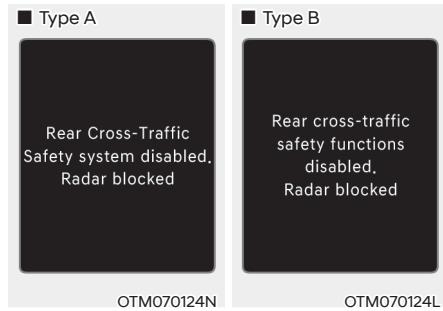 ■ Type A
Rear Cross-Traffic
Safety system disabled.
Radar blocked
OTM070124N
■ Type B
Rear cross-traffic
safety functions
disabled.
Radar blocked
OTM070124L